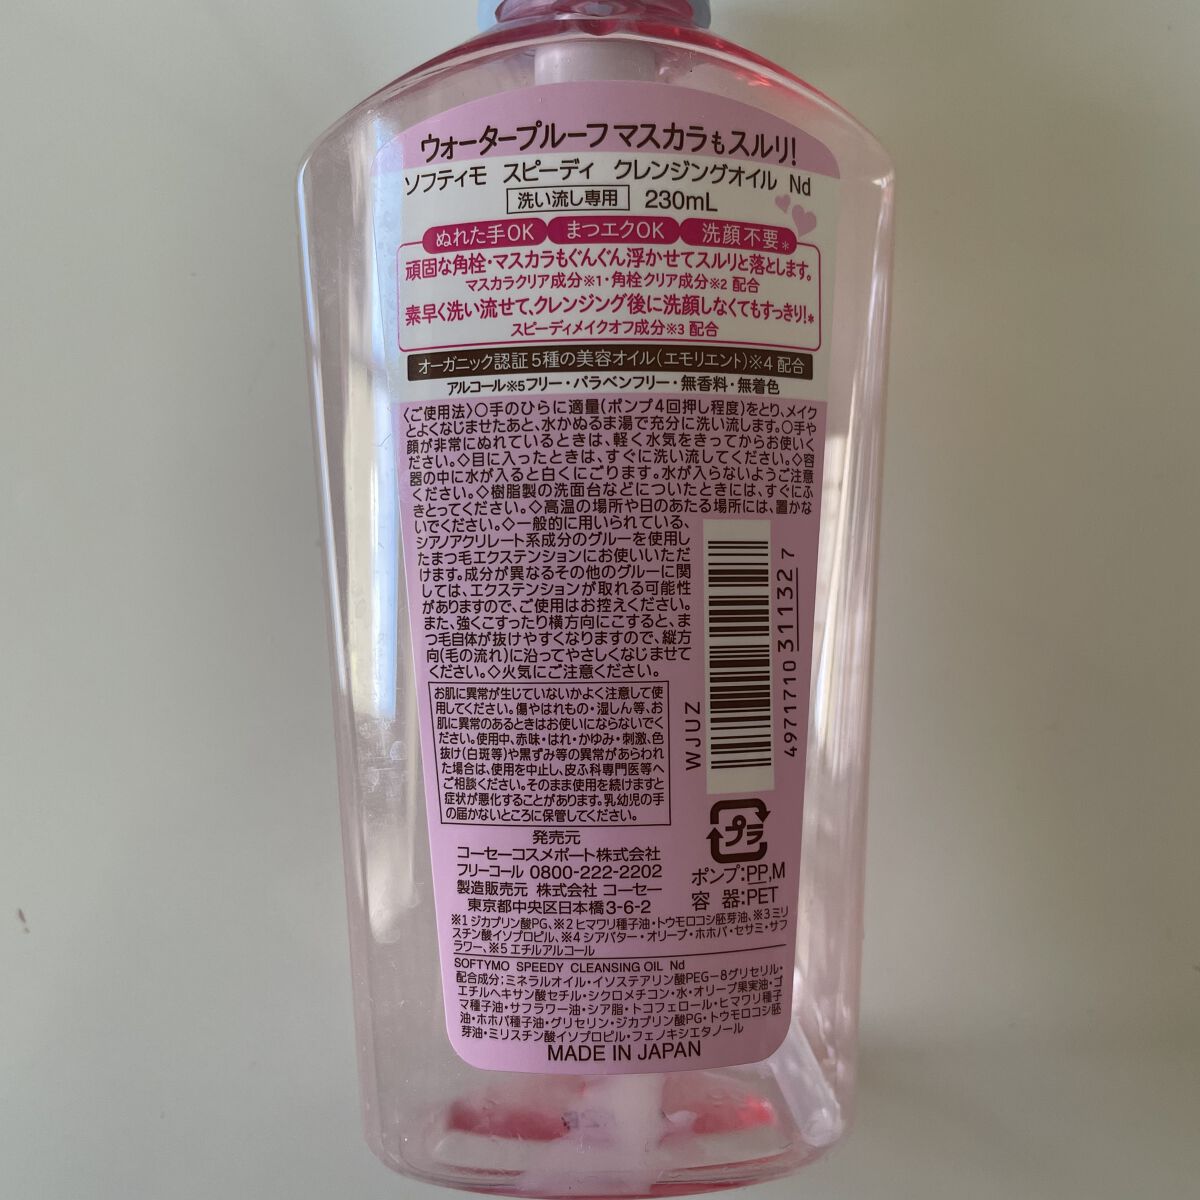 ウォータープルーフマスカラもスルリ!
ソフティモ スピーディ クレンジングオイル Nd
洗い流し専用 230mL
ぬれた手OK まつエクOK 洗顔不要*
頑固な角栓・マスカラもぐんぐん浮かせてスルリと落とします。
マスカラクリア成分※1・角栓クリア成分※2 配合
素早く洗い流せて、クレンジング後に洗顔しなくてもすっきり!*
スピーディメイクオフ成分※3 配合
オーガニック認証5種の美容オイル(エモリエント)※4 配合
アルコール※5フリー・パラベンフリー・無香料・無着色
〈ご使用法〉○手のひらに適量(ポンプ4回押し程度)をとり、メイク
とよくなじませたあと、水かぬるま湯で充分に洗い流します。○手や
顔が非常にぬれているときは、軽く水気をきってからお使いく
ださい。◇目に入ったときは、すぐに洗い流してください。◇容
器の中に水が入ると白くにごります。水が入らないようご注意
ください。◇樹脂製の洗面台などについたときには、すぐにふ
きとってください。◇高温の場所や日のあたる場所には、置かな
いでください。◇一般的に用いられている、
シアノアクリレート系成分のグルーを使用し
たまつ毛エクステンションにお使いいただ
けます。成分が異なるその他のグルーに関
しては、エクステンションが取れる可能性
がありますので、ご使用はお控えください。
また、強くこすったり横方向にこすると、ま
つ毛自体が抜けやすくなりますので、縦方
向(毛の流れ)に沿ってやさしくなじませて
ください。◇火気にご注意ください。
お肌に異常が生じていないかよく注意して使
用してください。傷やはれもの・湿しん等、お
肌に異常のあるときはお使いにならないでく
ださい。使用中、赤味・はれ・かゆみ・刺激、色
抜け(白斑等)や黒ずみ等の異常があらわれ
た場合は、使用を中止し、皮ふ科専門医等へ
ご相談ください。そのまま使用を続けますと
症状が悪化することがあります。乳幼児の手
の届かないところに保管してください。
WJUZ
4971710 311327
発売元
コーセーコスメポート株式会社
フリーコール 0800-222-2202
製造販売元 株式会社 コーセー
東京都中央区日本橋3-6-2
プラ
ポンプ:PP,M
容 器:PET
※1 ジカプリン酸PG、※2 ヒマワリ種子油・トウモロコシ胚芽油、※3 ミリ
スチン酸イソプロピル、※4 シアバター・オリーブ・ホホバ・セサミ・サフ
ラワー、※5 エチルアルコール
SOFTYMO SPEEDY CLEANSING OIL Nd
配合成分:ミネラルオイル・イソステアリン酸PEG-8グリセリル・
エチルヘキサン酸セチル・シクロメチコン・水・オリーブ果実油・ゴ
マ種子油・サフラワー油・シア脂・トコフェロール・ヒマワリ種子
油・ホホバ種子油・グリセリン・ジカプリン酸PG・トウモロコシ胚
芽油・ミリスチン酸イソプロピル・フェノキシエタノール
MADE IN JAPAN